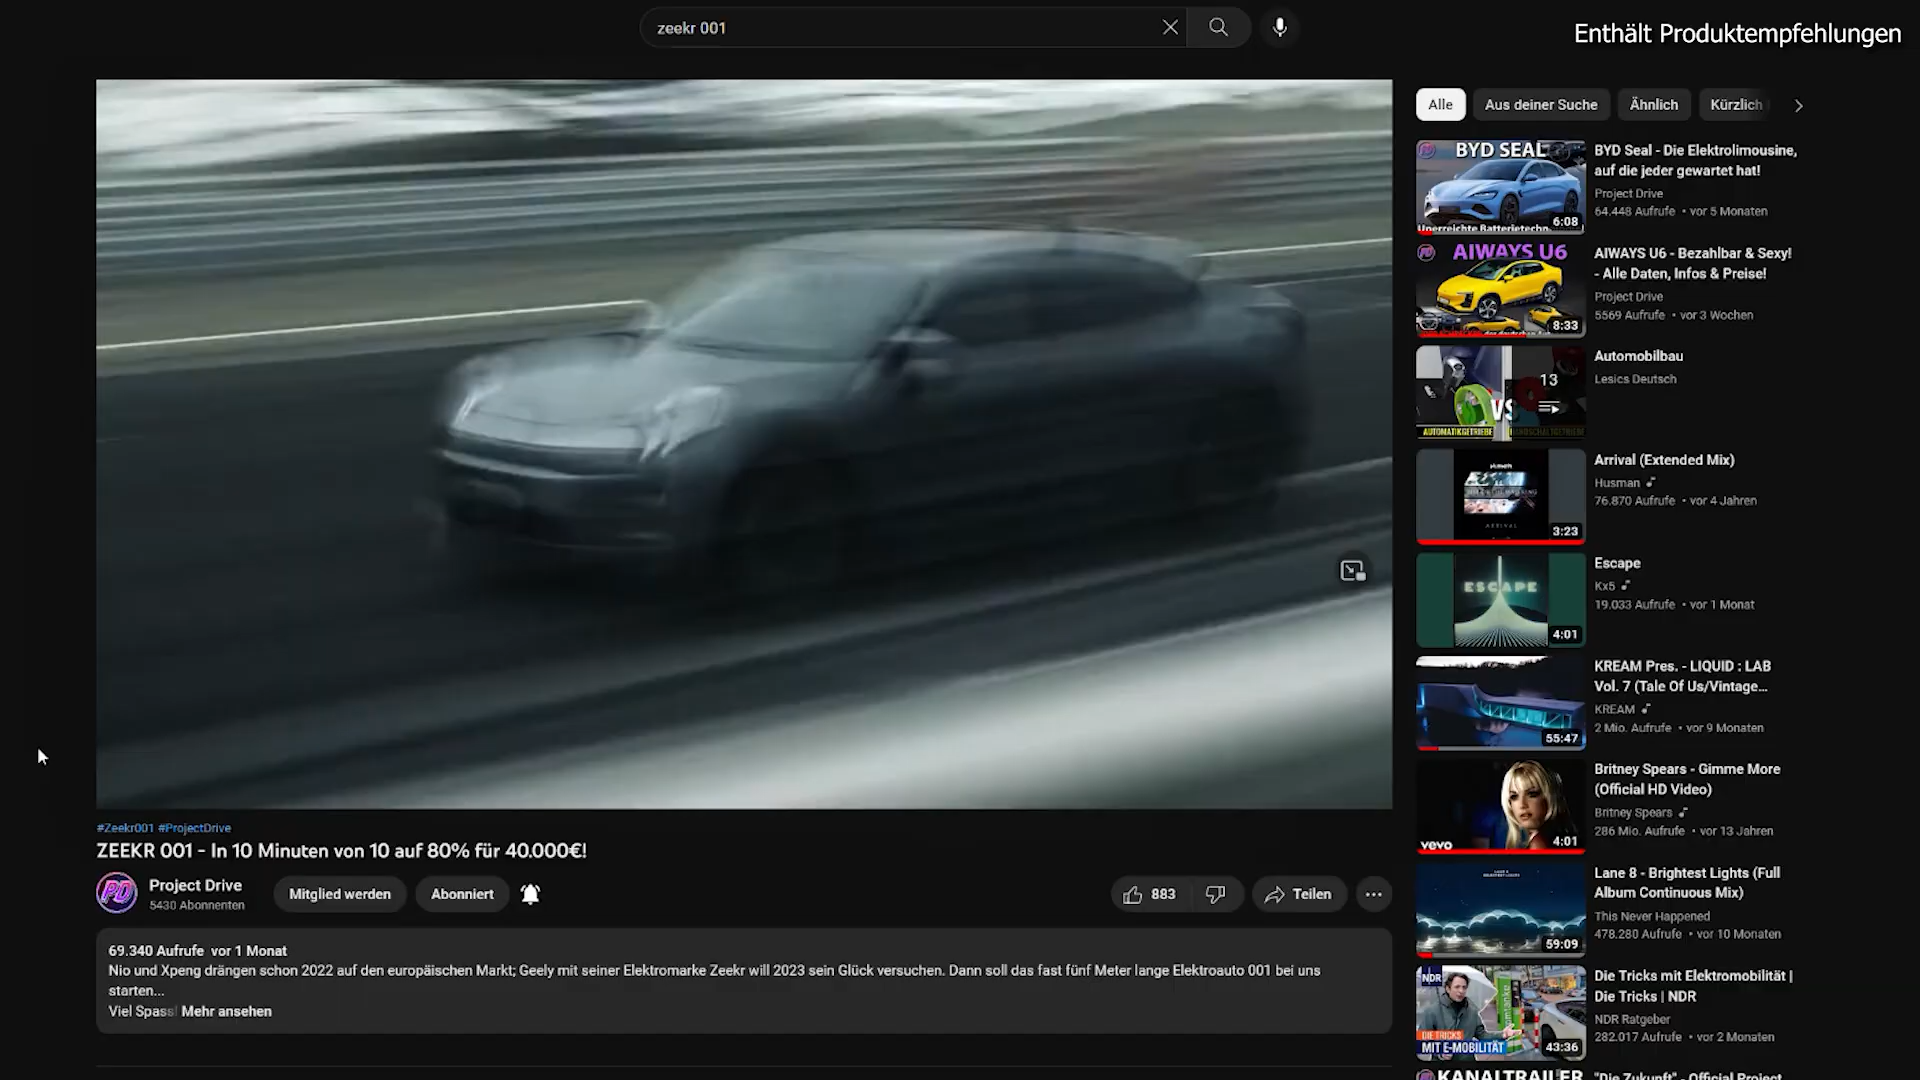 zeekr 001
Enthält Produktempfehlungen
Alle
Aus deiner Suche
Ähnlich
Kürzlich
BYD SEAL
6:08
BYD Seal - Die Elektrolimousine,
auf die jeder gewartet hat!
Project Drive
64.448 Aufrufe • vor 5 Monaten
AIWAYS U6
8:33
AIWAYS U6 - Bezahlbar & Sexy!
- Alle Daten, Infos & Preise!
Project Drive
5569 Aufrufe • vor 3 Wochen
13
VS
AUTOMATIKGETRIEBE
Automobilbau
Lesics Deutsch
ARRIVAL
3:23
Arrival (Extended Mix)
Husman
76.870 Aufrufe • vor 4 Jahren
ESCAPE
4:01
Escape
Kx5
19.033 Aufrufe • vor 1 Monat
55:47
KREAM Pres. - LIQUID : LAB
Vol. 7 (Tale Of Us/Vintage...
KREAM
2 Mio. Aufrufe • vor 9 Monaten
vevo
4:01
Britney Spears - Gimme More
(Official HD Video)
Britney Spears
286 Mio. Aufrufe • vor 13 Jahren
59:09
Lane 8 - Brightest Lights (Full
Album Continuous Mix)
This Never Happened
478.280 Aufrufe • vor 10 Monaten
NDR
DIE TRICKS
MIT E-MOBILITÄT
43:36
Die Tricks mit Elektromobilität |
Die Tricks | NDR
NDR Ratgeber
282.017 Aufrufe • vor 2 Monaten
KANALTRAILER
"Die Zukunft" - Official Project
#Zeekr001 #ProjectDrive
ZEEKR 001 - In 10 Minuten von 10 auf 80% für 40.000€!
PD
Project Drive
5430 Abonnenten
Mitglied werden
Abonniert
883
Teilen
69.340 Aufrufe vor 1 Monat
Nio und Xpeng drängen schon 2022 auf den europäischen Markt; Geely mit seiner Elektromarke Zeekr will 2023 sein Glück versuchen. Dann soll das fast fünf Meter lange Elektroauto 001 bei uns
starten...
Viel Spass! Mehr ansehen